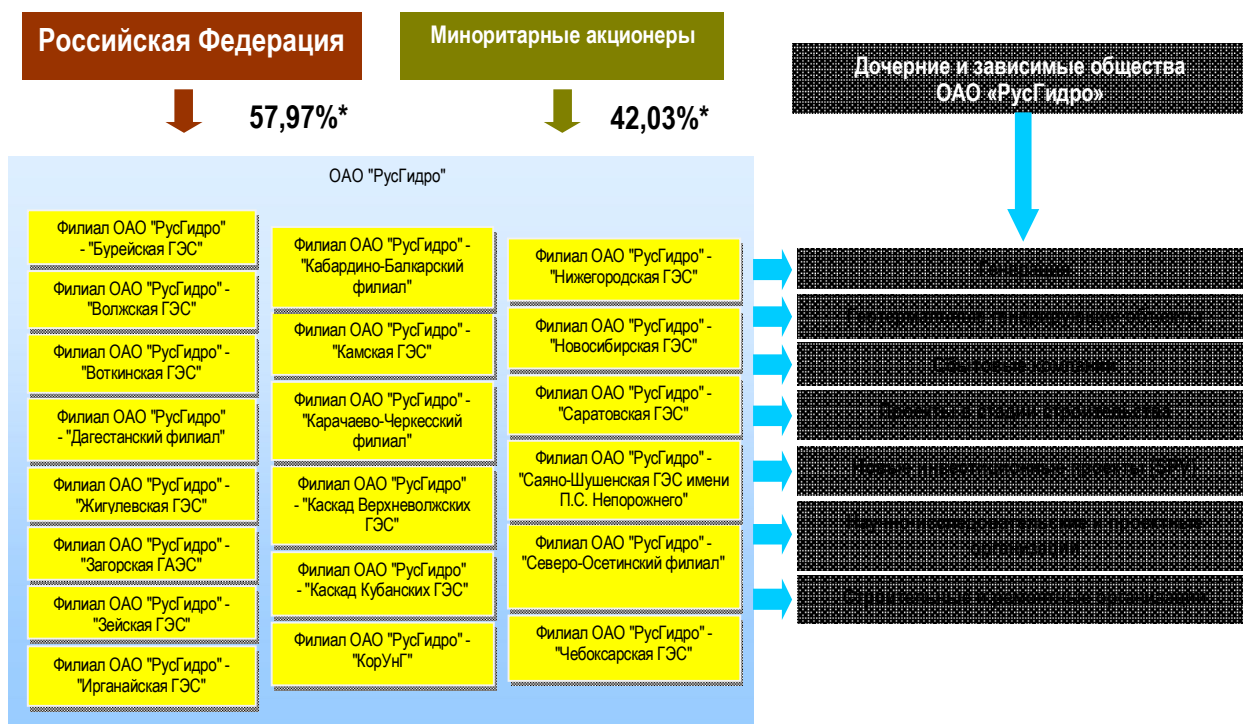 Российская Федерация
Миноритарные акционеры
Дочерние и зависимые общества
ОАО «РусГидро»
57,97%*
42,03%*
ОАО "РусГидро"
Филиал ОАО "РусГидро"
- "Бурейская ГЭС"
Филиал ОАО "РусГидро" -
"Волжская ГЭС"
Филиал ОАО "РусГидро" -
"Воткинская ГЭС"
Филиал ОАО "РусГидро"
- "Дагестанский филиал"
Филиал ОАО "РусГидро" -
"Жигулевская ГЭС"
Филиал ОАО "РусГидро" -
"Загорская ГАЭС"
Филиал ОАО "РусГидро" -
"Зейская ГЭС"
Филиал ОАО "РусГидро" -
"Ирганайская ГЭС"
Филиал ОАО "РусГидро" -
"Кабардино-Балкарский
филиал"
Филиал ОАО "РусГидро" -
"Камская ГЭС"
Филиал ОАО "РусГидро" -
"Карачаево-Черкесский
филиал"
Филиал ОАО "РусГидро"
- "Каскад Верхневолжских
ГЭС"
Филиал ОАО "РусГидро"
- "Каскад Кубанских ГЭС"
Филиал ОАО "РусГидро" -
"КорУнГ"
Филиал ОАО "РусГидро" -
"Нижегородская ГЭС"
Филиал ОАО "РусГидро" -
"Новосибирская ГЭС"
Филиал ОАО "РусГидро" -
"Саратовская ГЭС"
Филиал ОАО "РусГидро" -
"Саяно-Шушенская ГЭС имени
П.С. Непорожнего"
Филиал ОАО "РусГидро" -
"Северо-Осетинский филиал"
Филиал ОАО "РусГидро" -
"Чебоксарская ГЭС"
Генерация
Сбытовые компании